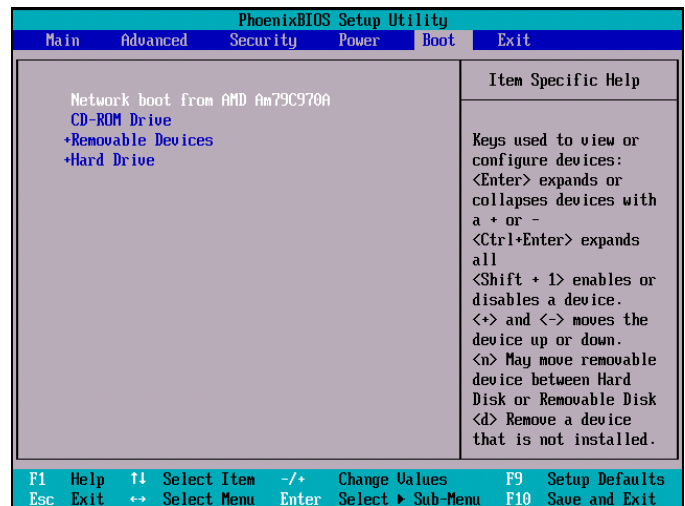 PhoenixBIOS Setup Utility
Main Advanced Security Power Boot Exit
Network boot from AMD Am79C970A
CD-ROM Drive
+Removable Devices
+Hard Drive
Item Specific Help
Keys used to view or
configure devices:
<Enter> expands or
collapses devices with
a + or -
<Ctrl+Enter> expands
all
<Shift + 1> enables or
disables a device.
<+> and <-> moves the
device up or down.
<n> May move removable
device between Hard
Disk or Removable Disk
<d> Remove a device
that is not installed.
F1 Help ↑↓ Select Item -/+ Change Values F9 Setup Defaults
Esc Exit ↔ Select Menu Enter Select ▶ Sub-Menu F10 Save and Exit